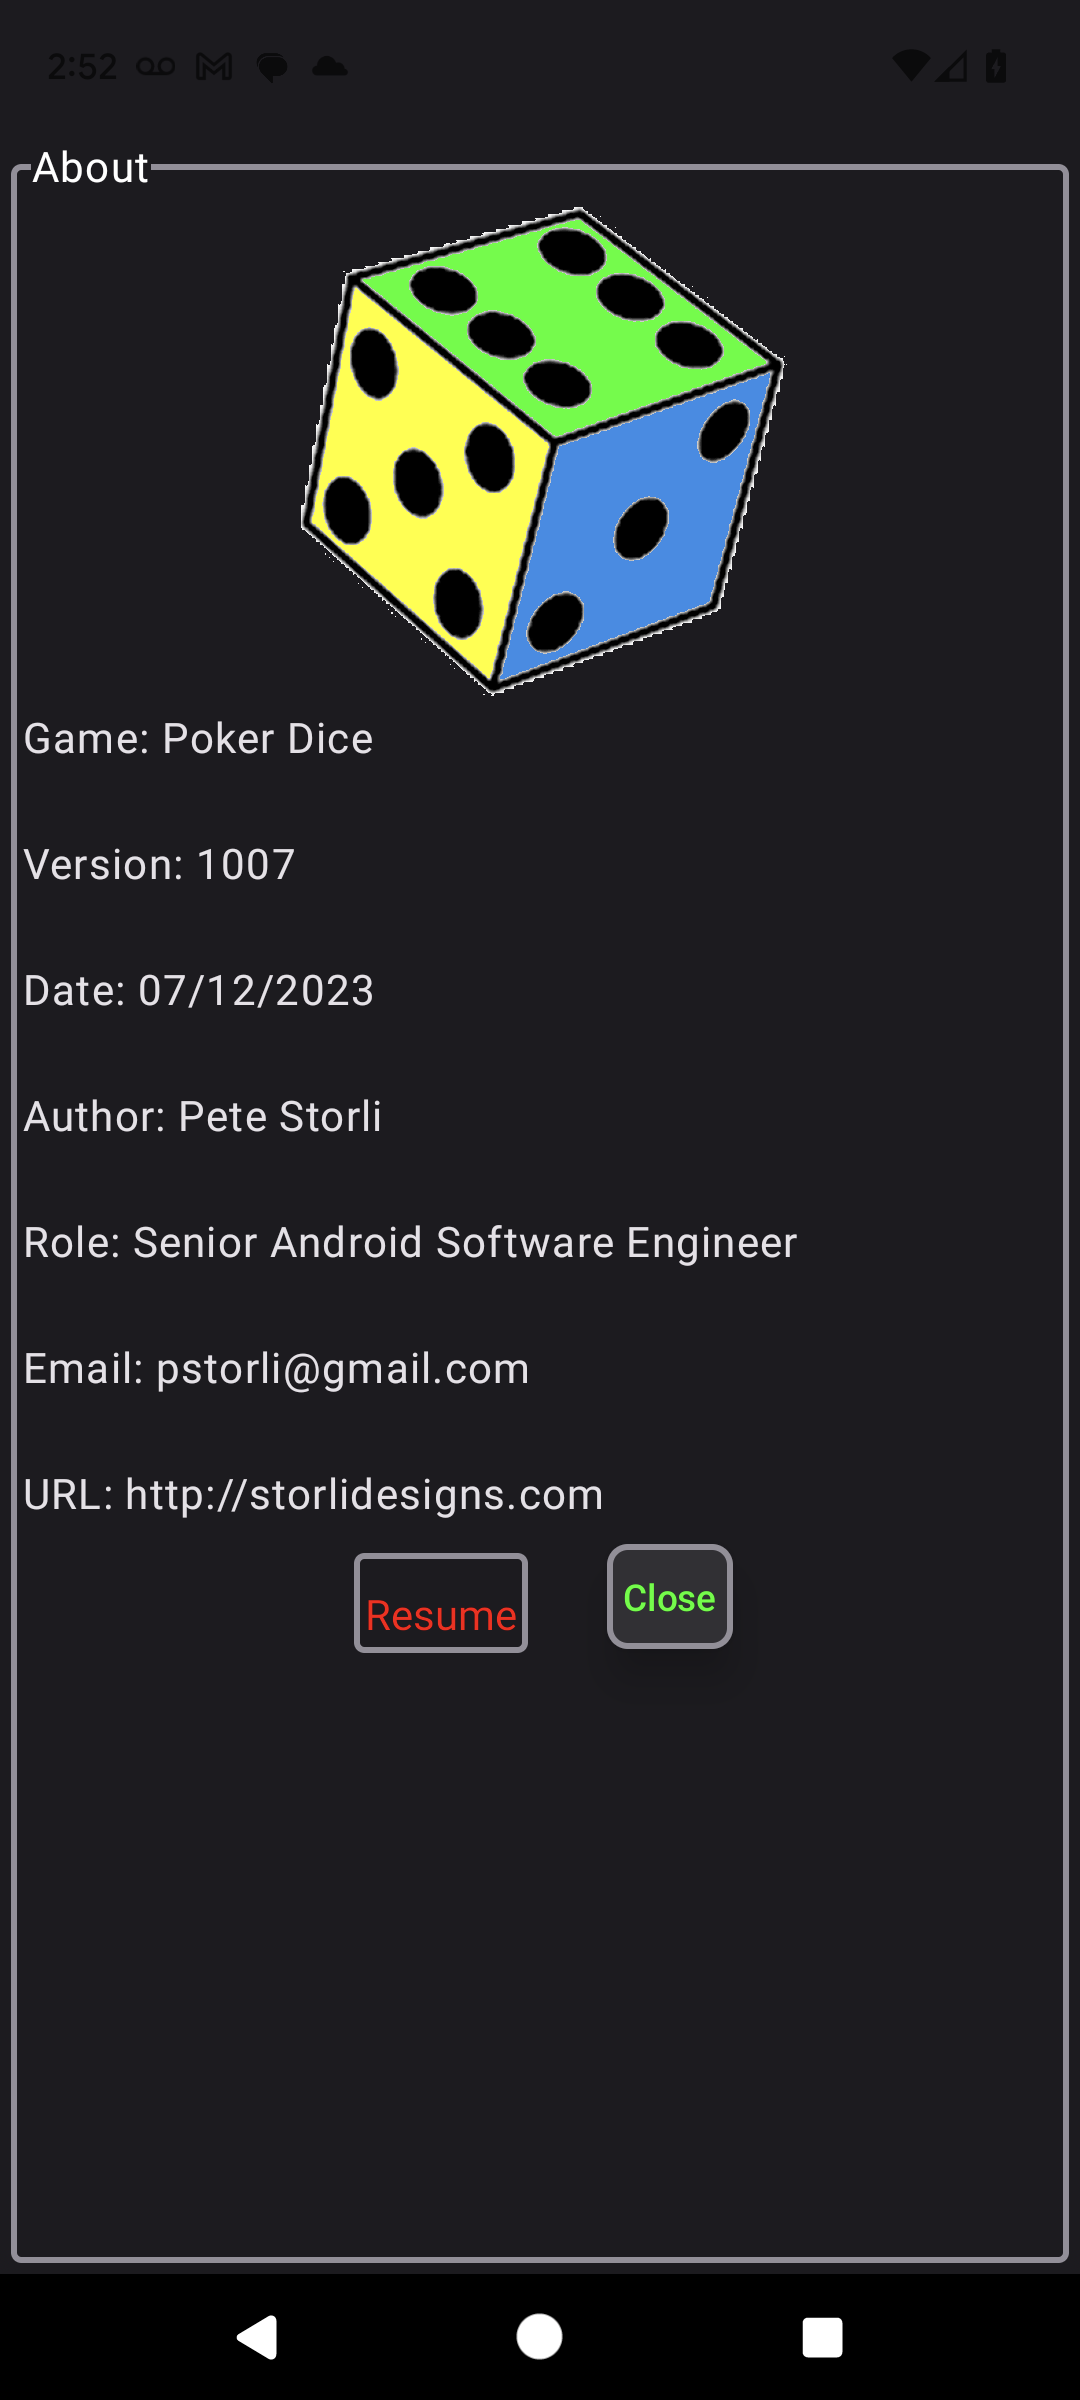 2:52
About
Game: Poker Dice
Version: 1007
Date: 07/12/2023
Author: Pete Storli
Role: Senior Android Software Engineer
Email: pstorli@gmail.com
URL: http://storlidesigns.com
Resume
Close